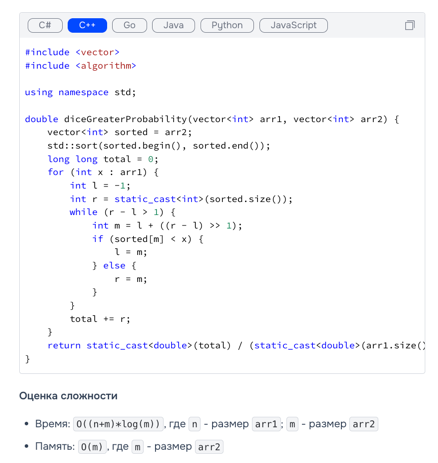 C# C++ Go Java Python JavaScript
#include <vector>
#include <algorithm>
using namespace std;
double diceGreaterProbability(vector<int> arr1, vector<int> arr2) {
    vector<int> sorted = arr2;
    std::sort(sorted.begin(), sorted.end());
    long long total = 0;
    for (int x : arr1) {
        int l = -1;
        int r = static_cast<int>(sorted.size());
        while (r - l > 1) {
            int m = l + ((r - l) >> 1);
            if (sorted[m] < x) {
                l = m;
            } else {
                r = m;
            }
        }
        total += r;
    }
    return static_cast<double>(total) / (static_cast<double>(arr1.size()
}
Оценка сложности
• Время: O((n+m)*log(m)), где n - размер arr1; m - размер arr2
• Память: O(m), где m - размер arr2